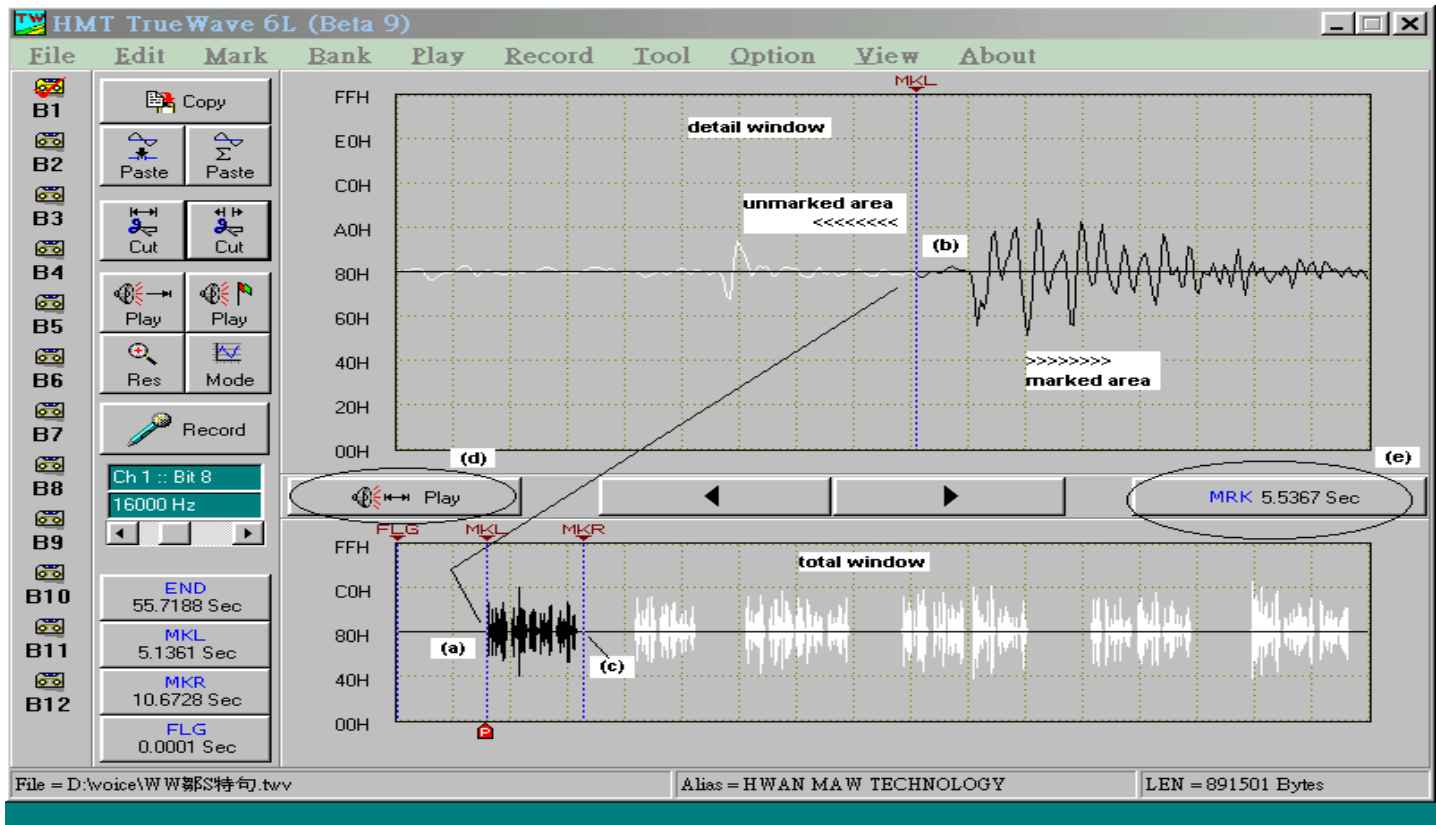 TW HMT TrueWave 6L (Beta 9)
File Edit Mark Bank Play Record Tool Option View About
B1
B2
B3
B4
B5
B6
B7
B8
B9
B10
B11
B12
Copy
Paste Paste
Cut Cut
Play Play
Res Mode
Record
Ch 1 :: Bit 8
16000 Hz
END
55.7188 Sec
MKL
5.1361 Sec
MKR
10.6728 Sec
FLG
0.0001 Sec
MKL
FFH
E0H
C0H
A0H
80H
60H
40H
20H
00H
detail window
unmarked area
<<<<<<<<
(b)
>>>>>>>>
marked area
(d)
(e)
Play
MRK 5.5367 Sec
FLG MKL MKR
FFH
C0H
80H
40H
00H
total window
(a)
(c)
P
File = D:\voice\WW鄒S特句.twv
Alias = HWAN MAW TECHNOLOGY
LEN = 891501 Bytes